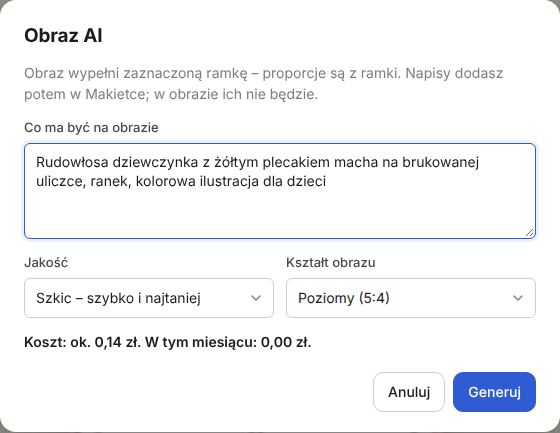 Obraz AI
Obraz wypełni zaznaczoną ramkę – proporcje są z ramki. Napisy dodasz
potem w Makietce; w obrazie ich nie będzie.
Co ma być na obrazie
Rudowłosa dziewczynka z żółtym plecakiem macha na brukowanej
uliczce, ranek, kolorowa ilustracja dla dzieci
Jakość
Kształt obrazu
Szkic – szybko i najtaniej
Poziomy (5:4)
Koszt: ok. 0,14 zł. W tym miesiącu: 0,00 zł.
Anuluj
Generuj